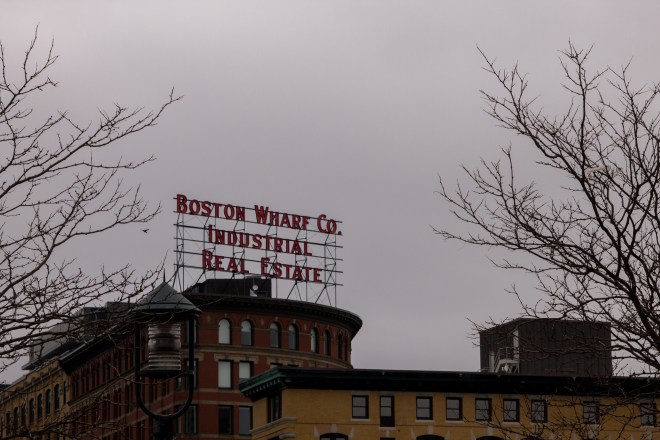 BOSTON WHARF CO.
INDUSTRIAL
REAL ESTATE